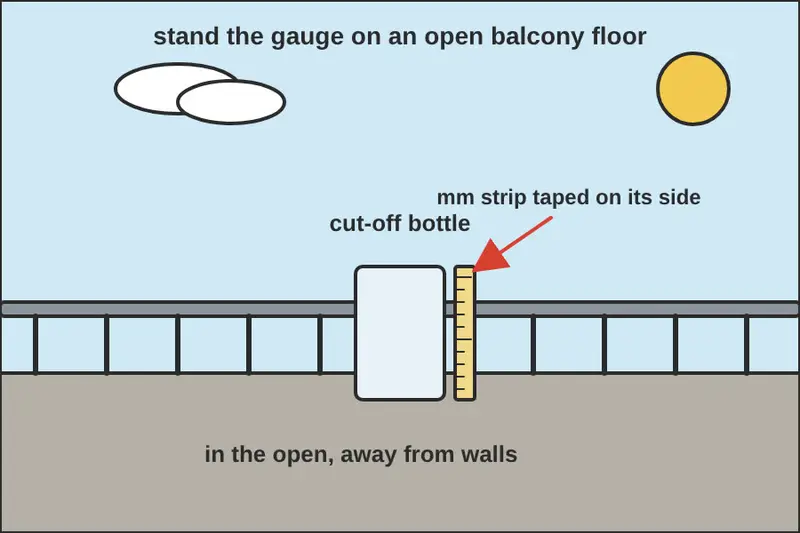 stand the gauge on an open balcony floor
mm strip taped on its side
cut-off bottle
in the open, away from walls